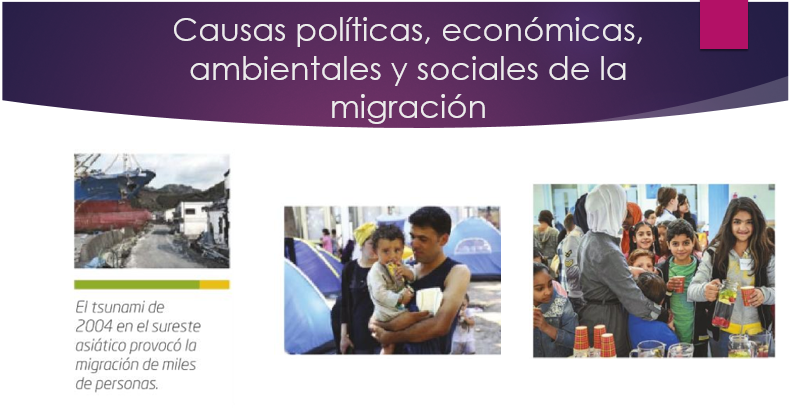 Causas políticas, económicas,
ambientales y sociales de la
migración
El tsunami de
2004 en el sureste
asiático provocó la
migración de miles
de personas.